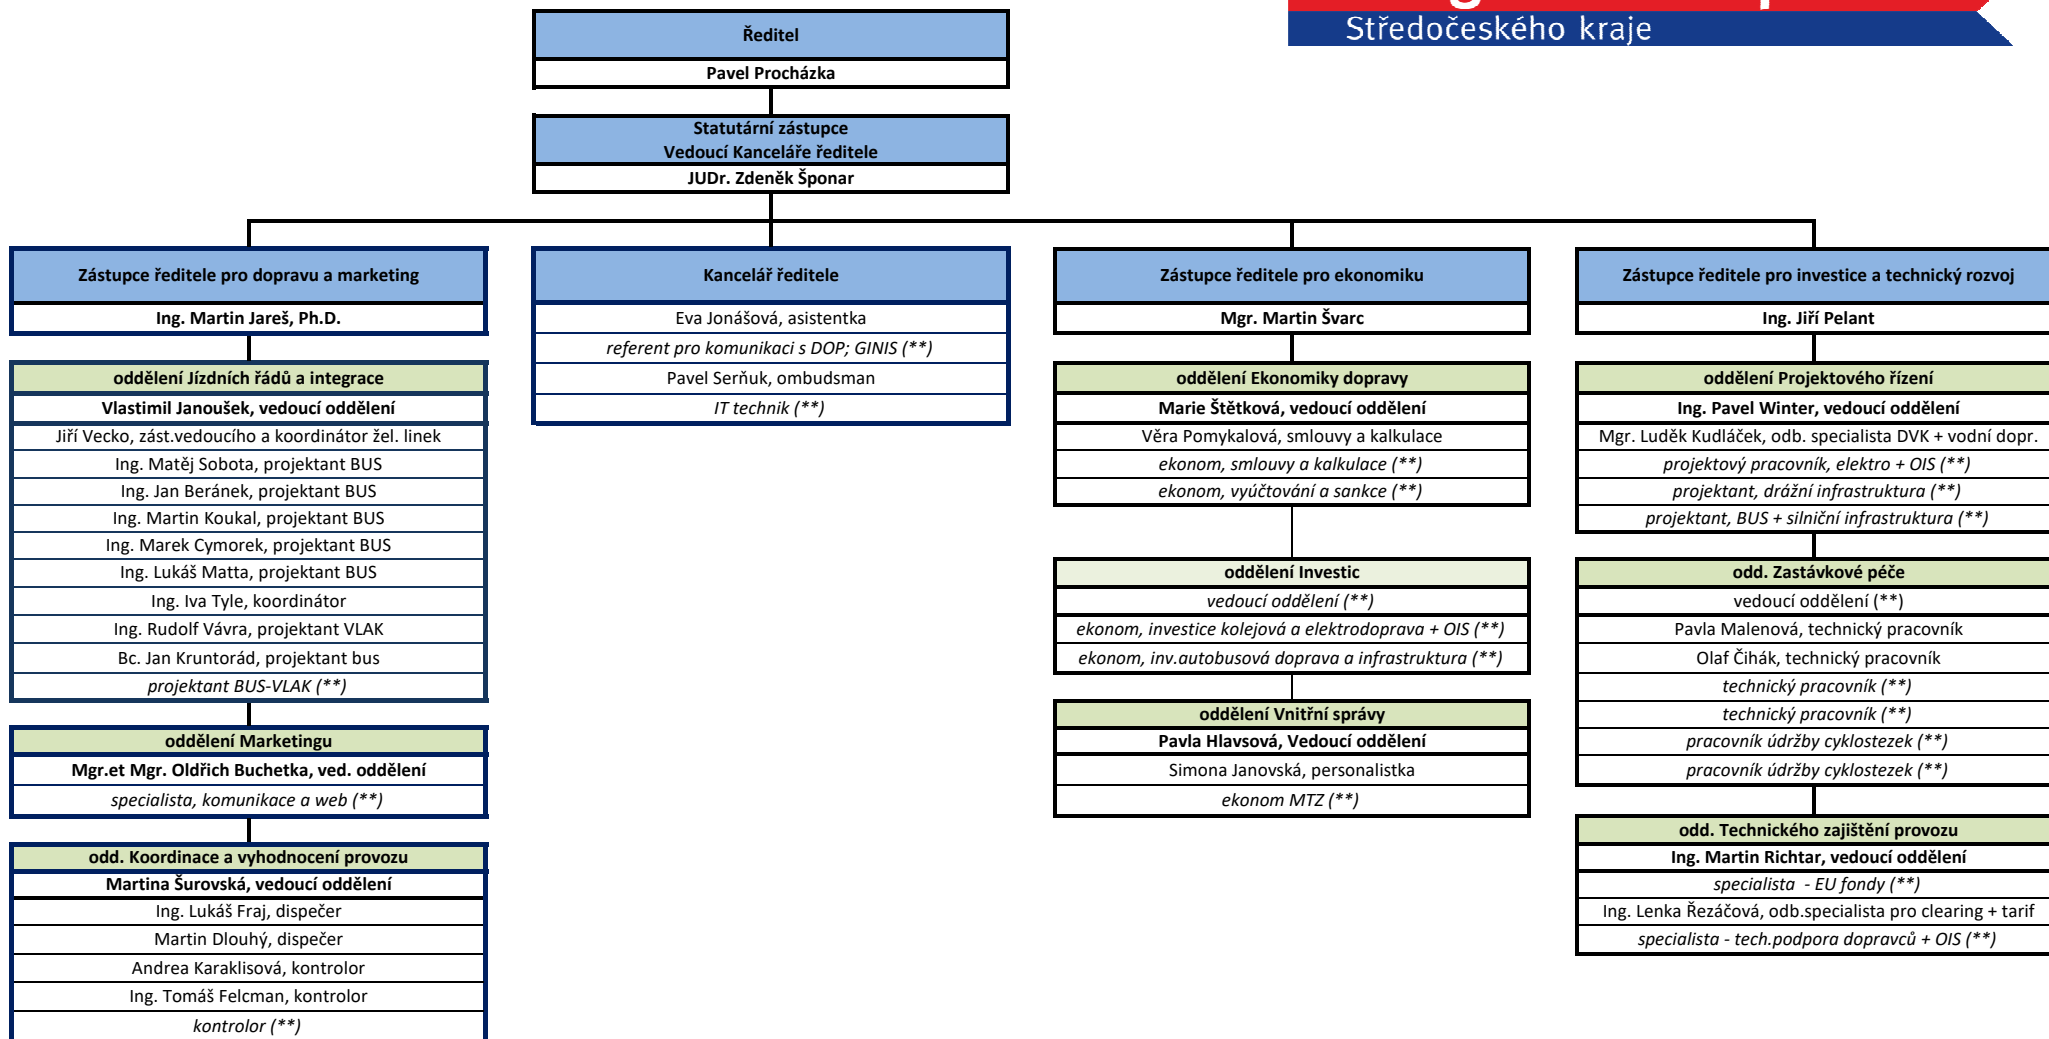 Středočeského kraje
Ředitel
Pavel Procházka
Statutární zástupce
Vedoucí Kanceláře ředitele
JUDr. Zdeněk Šponar
Zástupce ředitele pro dopravu a marketing
Ing. Martin Jareš, Ph.D.
oddělení Jízdních řádů a integrace
Vlastimil Janoušek, vedoucí oddělení
Jiří Vecko, zást.vedoucího a koordinátor žel. linek
Ing. Matěj Sobota, projektant BUS
Ing. Jan Beránek, projektant BUS
Ing. Martin Koukal, projektant BUS
Ing. Marek Cymorek, projektant BUS
Ing. Lukáš Matta, projektant BUS
Ing. Iva Tyle, koordinátor
Ing. Rudolf Vávra, projektant VLAK
Bc. Jan Kruntorád, projektant bus
projektant BUS-VLAK (**)
oddělení Marketingu
Mgr.et Mgr. Oldřich Buchetka, ved. oddělení
specialista, komunikace a web (**)
odd. Koordinace a vyhodnocení provozu
Martina Šurovská, vedoucí oddělení
Ing. Lukáš Fraj, dispečer
Martin Dlouhý, dispečer
Andrea Karaklisová, kontrolor
Ing. Tomáš Felcman, kontrolor
kontrolor (**)
Kancelář ředitele
Eva Jonášová, asistentka
referent pro komunikaci s DOP; GINIS (**)
Pavel Serňuk, ombudsman
IT technik (**)
Zástupce ředitele pro ekonomiku
Mgr. Martin Švarc
oddělení Ekonomiky dopravy
Marie Štětková, vedoucí oddělení
Věra Pomykalová, smlouvy a kalkulace
ekonom, smlouvy a kalkulace (**)
ekonom, vyúčtování a sankce (**)
oddělení Investic
vedoucí oddělení (**)
ekonom, investice kolejová a elektrodoprava + OIS (**)
ekonom, inv.autobusová doprava a infrastruktura (**)
oddělení Vnitřní správy
Pavla Hlavsová, Vedoucí oddělení
Simona Janovská, personalistka
ekonom MTZ (**)
Zástupce ředitele pro investice a technický rozvoj
Ing. Jiří Pelant
oddělení Projektového řízení
Ing. Pavel Winter, vedoucí oddělení
Mgr. Luděk Kudláček, odb. specialista DVK + vodní dopr.
projektový pracovník, elektro + OIS (**)
projektant, drážní infrastruktura (**)
projektant, BUS + silniční infrastruktura (**)
odd. Zastávkové péče
vedoucí oddělení (**)
Pavla Malenová, technický pracovník
Olaf Čihák, technický pracovník
technický pracovník (**)
technický pracovník (**)
pracovník údržby cyklostezek (**)
pracovník údržby cyklostezek (**)
odd. Technického zajištění provozu
Ing. Martin Richtar, vedoucí oddělení
specialista - EU fondy (**)
Ing. Lenka Řezáčová, odb.specialista pro clearing + tarif
specialista - tech.podpora dopravců + OIS (**)